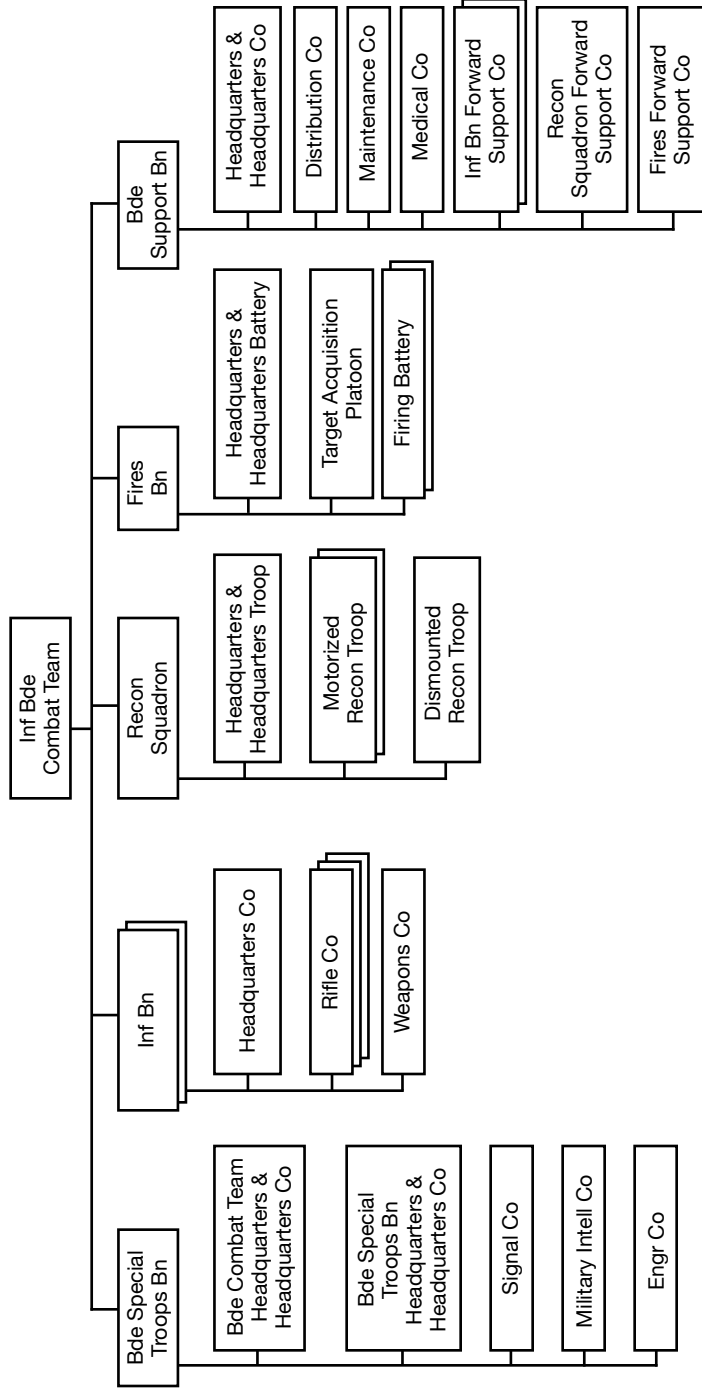 Inf Bde
Combat Team
Bde Special
Troops Bn
Bde Combat Team
Headquarters &
Headquarters Co
Bde Special
Troops Bn
Headquarters &
Headquarters Co
Signal Co
Military Intell Co
Engr Co
Inf Bn
Headquarters Co
Rifle Co
Weapons Co
Recon
Squadron
Headquarters &
Headquarters Troop
Motorized
Recon Troop
Dismounted
Recon Troop
Fires
Bn
Headquarters &
Headquarters Battery
Target Acquisition
Platoon
Firing Battery
Bde
Support Bn
Headquarters &
Headquarters Co
Distribution Co
Maintenance Co
Medical Co
Inf Bn Forward
Support Co
Recon
Squadron Forward
Support Co
Fires Forward
Support Co